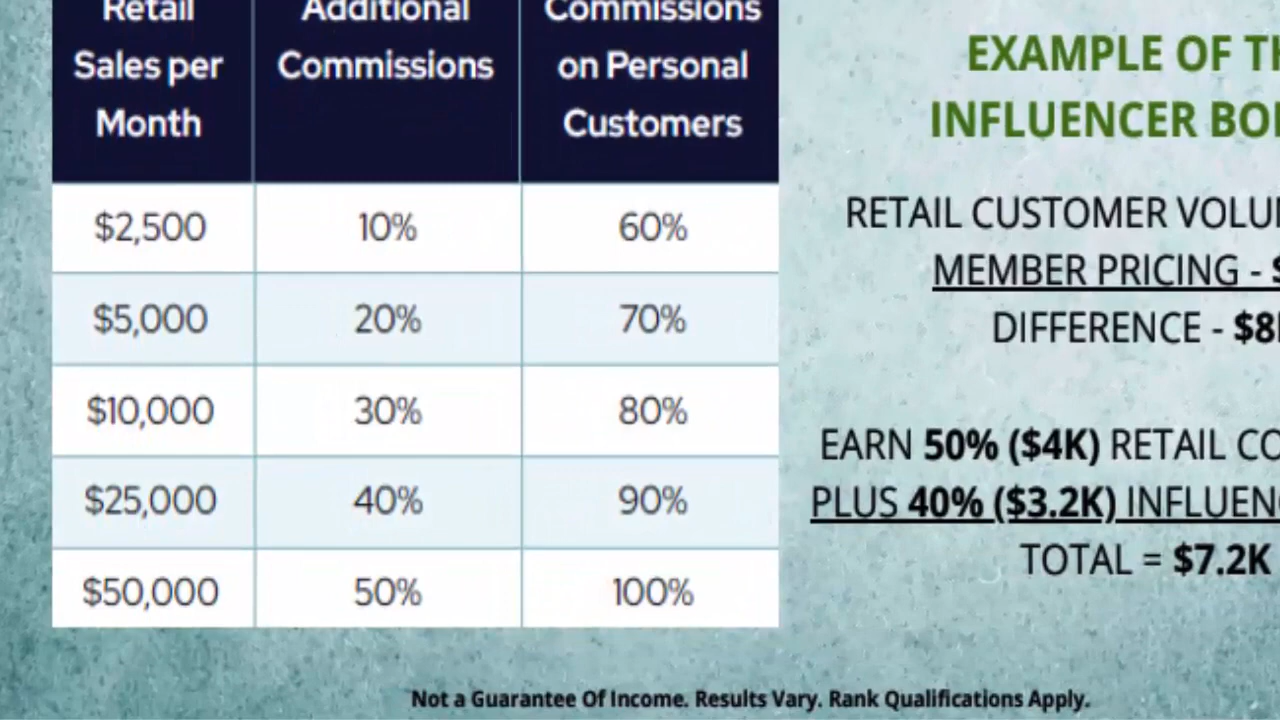 Retail Additional Commissions
Sales per Commissions on Personal
Month Customers
$2,500 10% 60%
$5,000 20% 70%
$10,000 30% 80%
$25,000 40% 90%
$50,000 50% 100%
EXAMPLE OF
INFLUENCER
RETAIL CUSTOMER
MEMBER PRICING -
DIFFERENCE -
EARN 50% ($4K) RETAIL
PLUS 40% ($3.2K)
TOTAL = $7.2K
Not a Guarantee Of Income. Results Vary. Rank Qualifications Apply.